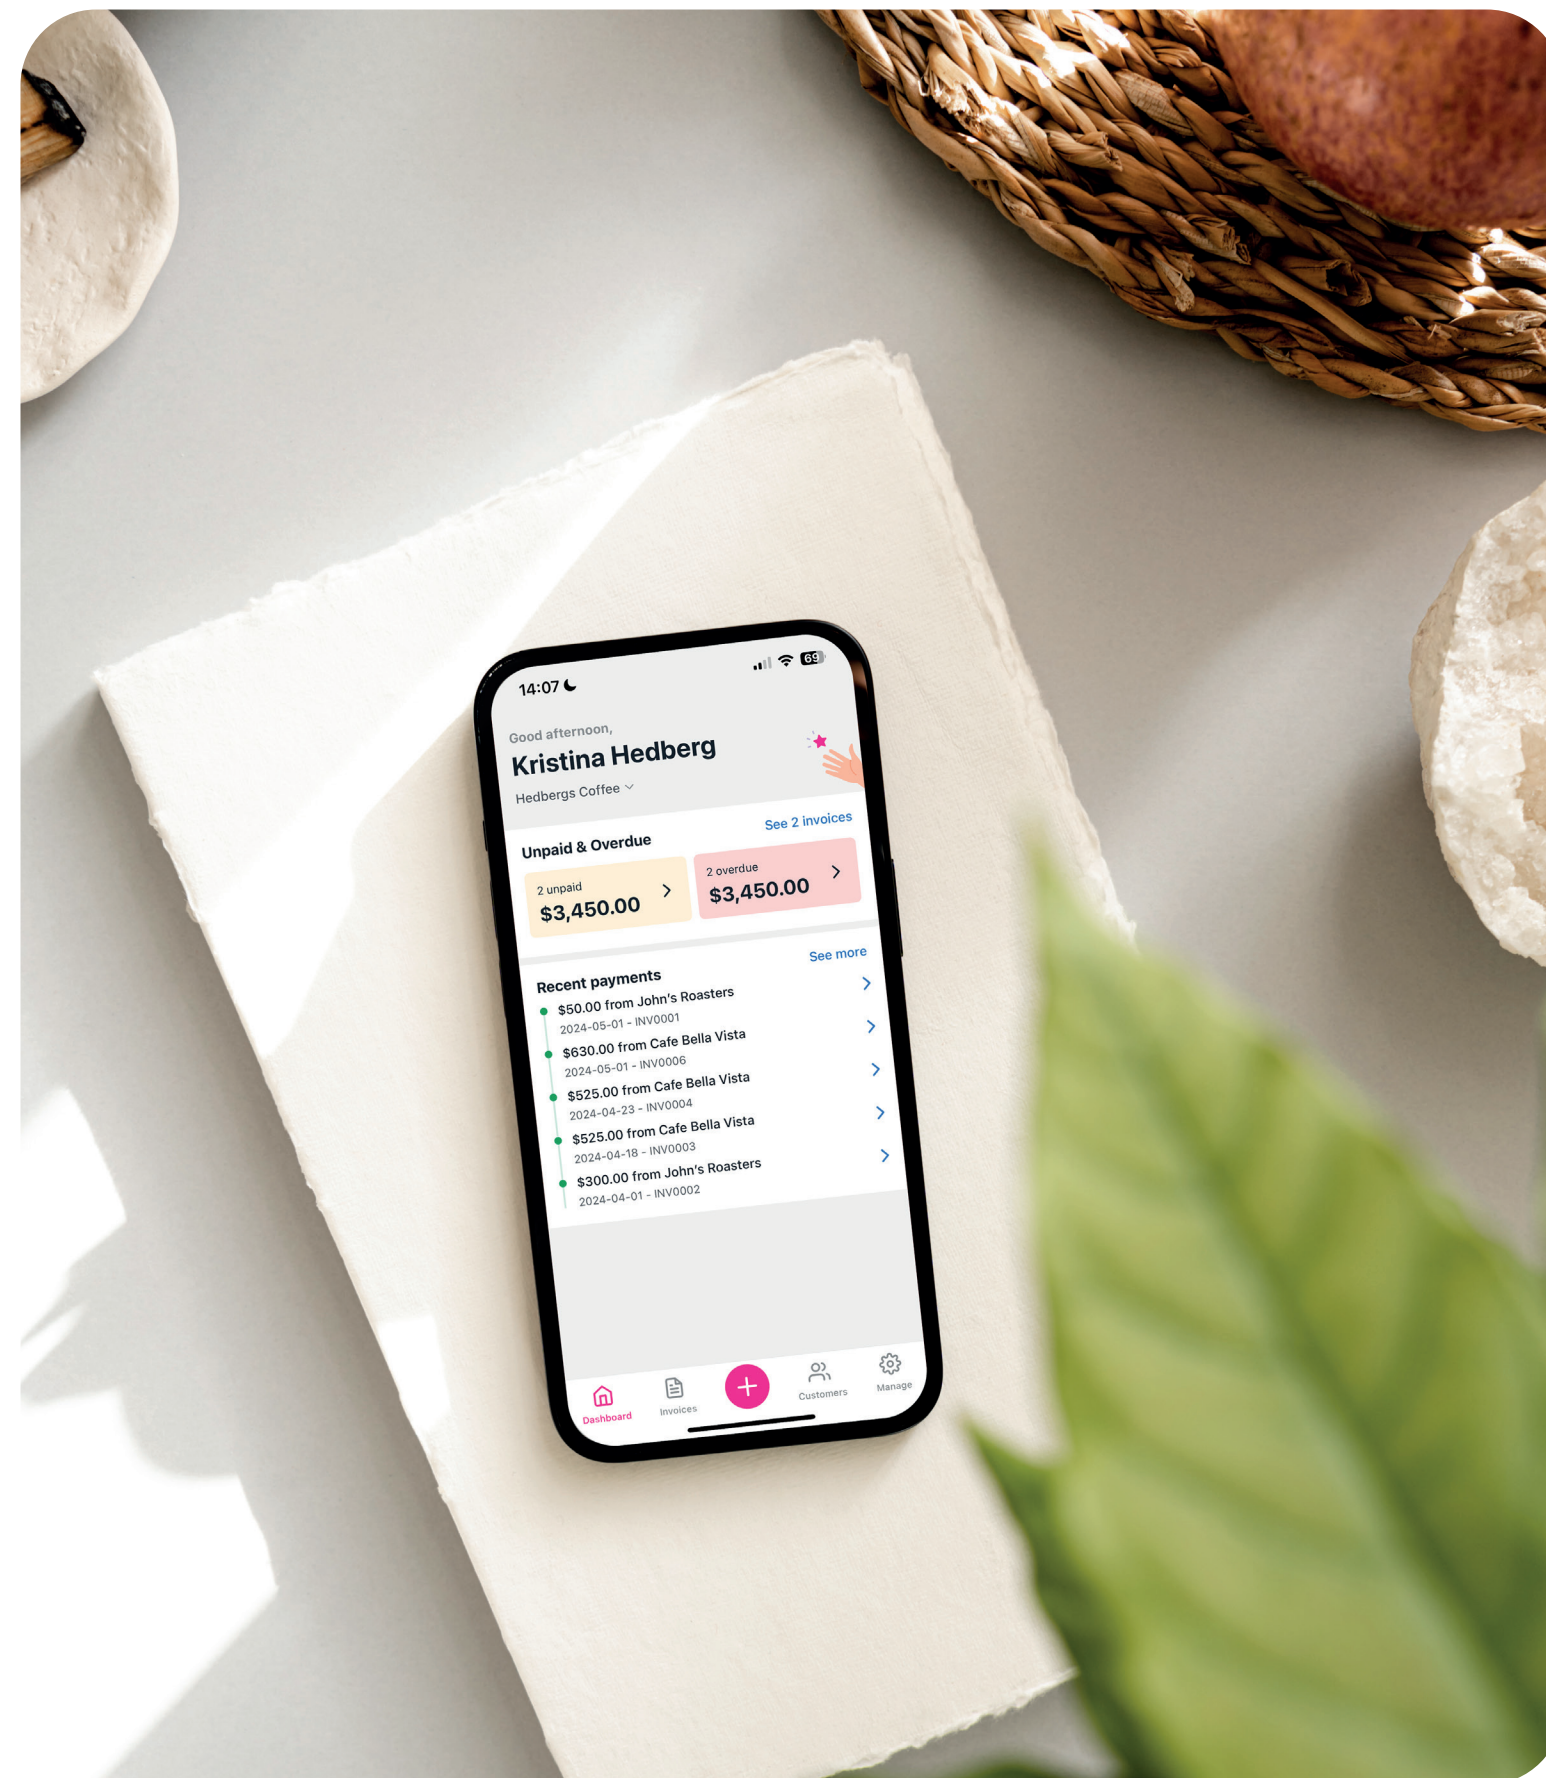 14:07
69
Good afternoon,
Kristina Hedberg
Hedbergs Coffee
Unpaid & Overdue
See 2 invoices
2 unpaid
$3,450.00
2 overdue
$3,450.00
Recent payments
See more
$50.00 from John's Roasters
2024-05-01 - INV0001
$630.00 from Cafe Bella Vista
2024-05-01 - INV0006
$525.00 from Cafe Bella Vista
2024-04-23 - INV0004
$525.00 from Cafe Bella Vista
2024-04-18 - INV0003
$300.00 from John's Roasters
2024-04-01 - INV0002
Dashboard
Invoices
Customers
Manage